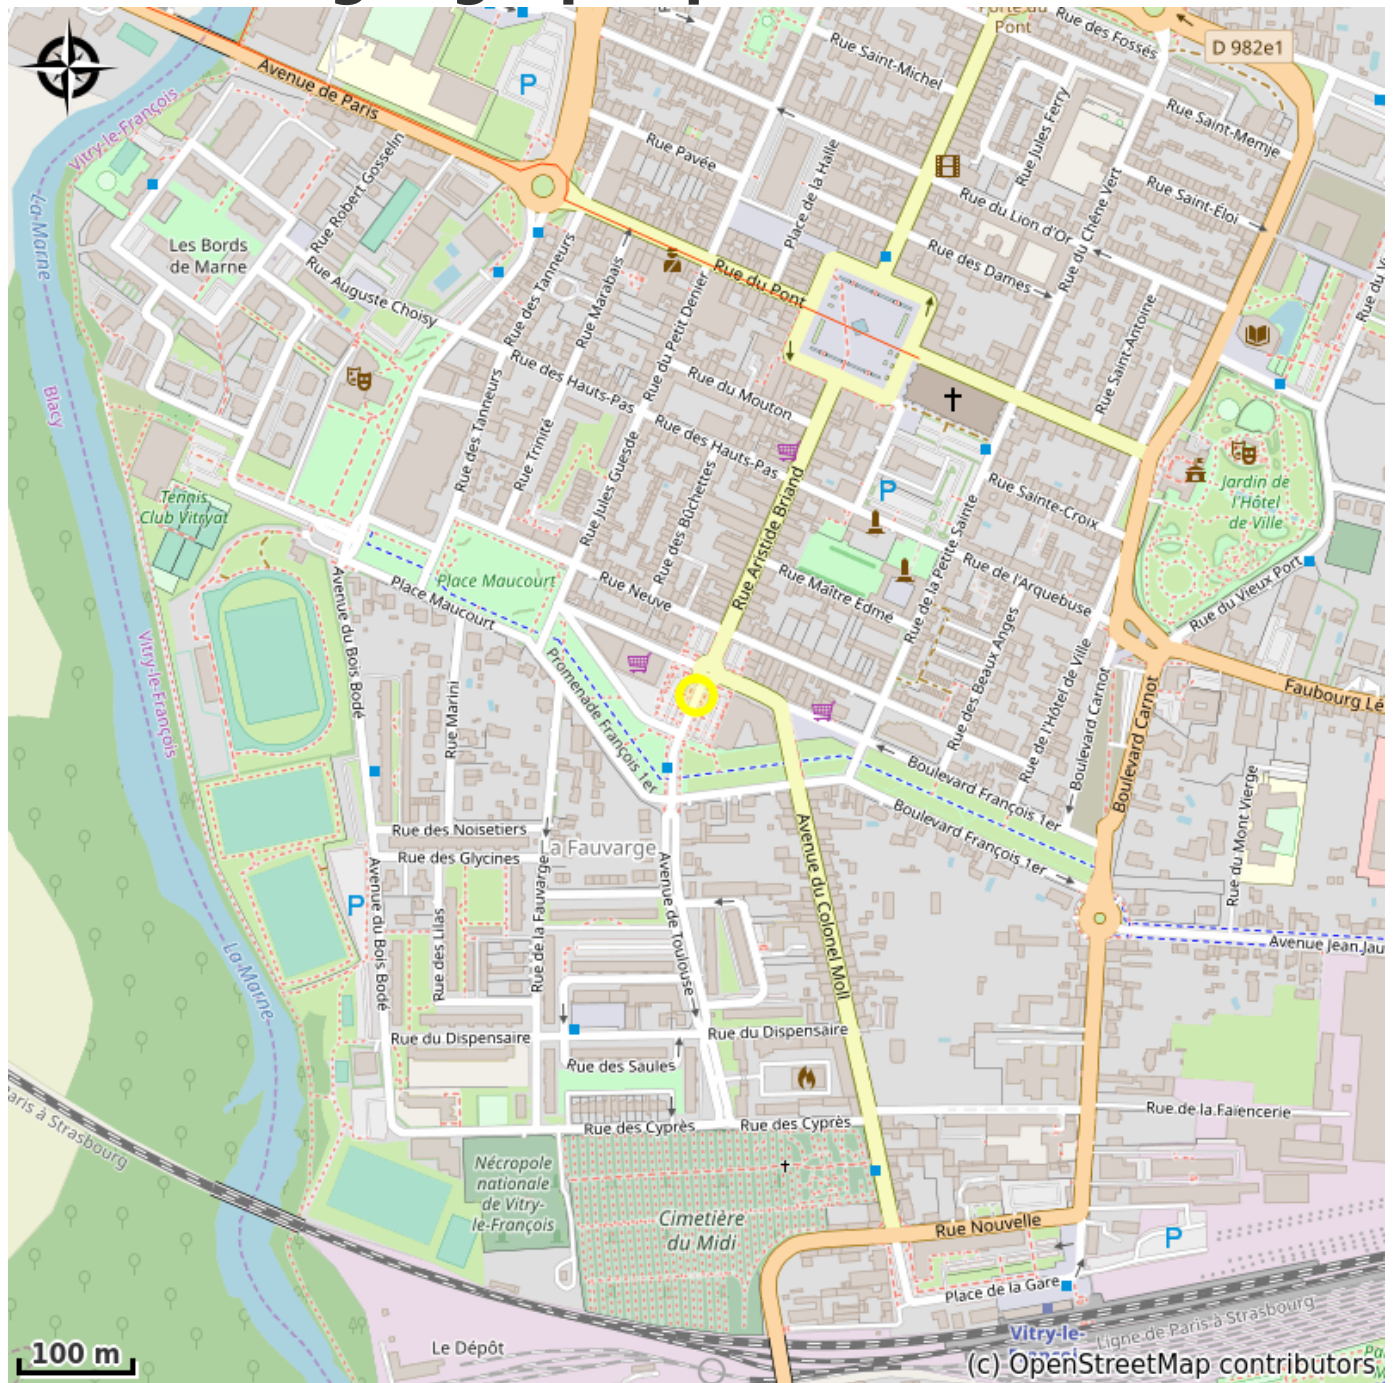 Porte du
Pont
Rue des Fossés
D 982e1
Rue Saint-Michel
P
Avenue de Paris
Vitry-le-François
Rue Pavée
Rue Jules Ferry
Rue Saint-Memje
Rue Robert Gosselin
Place de la Halle
Rue du Lion d'Or
Rue du Chêne Vert
Rue Saint-Éloi
La Marne
Les Bords
de Marne
Rue Auguste Choisy
Rue des Tanneurs
Rue Marabais
Rue du Petit Denier
Rue du Pont
Rue des Dames
Rue Saint-Antoine
Blacy
Rue des Hauts-Pas
Rue du Mouton
Rue des Tanneurs
Rue Trinité
Rue Jules Guesde
Rue des Hauts-Pas
Rue des Bûchettes
Rue Aristide Briand
P
Rue Sainte-Croix
Jardin de
l'Hôtel
de Ville
Tennis
Club Vitryat
Place Maucourt
Place Maucourt
Rue Neuve
Rue Maître Edmé
Rue de la Petite Sainte
Rue de l'Arquebuse
Rue du Vieux Port
Avenue du Bois Bodé
Vitry-le-François
Rue Marini
Promenade François 1er
Rue des Beaux Anges
Rue de l'Hôtel de Ville
Boulevard Carnot
Boulevard Carnot
Faubourg Lé
Boulevard François 1er
Boulevard François 1er
Rue du Mont Vierge
Rue des Noisetiers
Rue des Glycines
La Fauvarge
Avenue du Bois Bodé
P
Rue des Lilas
Rue de la Fauvarge
Avenue de Toulouse
Avenue du Colonel Moll
Avenue Jean Jau
La Marne
Rue du Dispensaire
Rue du Dispensaire
Rue des Saules
Rue des Cyprès
Rue des Cyprès
Rue de la Faïencerie
Paris à Strasbourg
Nécropole
nationale
de Vitry-
le-François
Cimetière
du Midi
Rue Nouvelle
P
Place de la Gare
Vitry-le-
Ligne de Paris à Strasbourg
Le Dépôt
100 m
(c) OpenStreetMap contributors